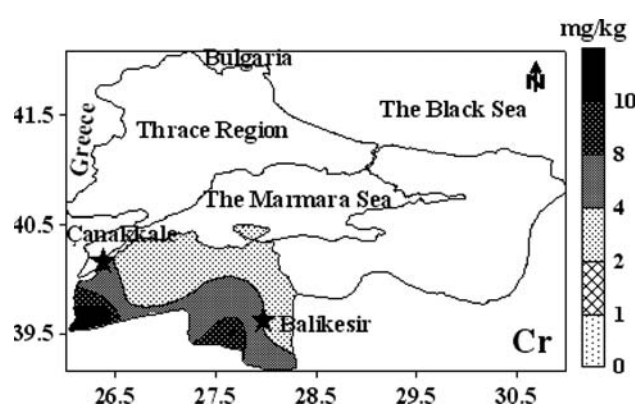 mg/kg
Bulgaria
N
41.5
The Black Sea
10
Thrace Region
Greece
8
The Marmara Sea
4
40.5
Canakkale
2
Balikesir
1
39.5
Cr
0
26.5 27.5 28.5 29.5 30.5